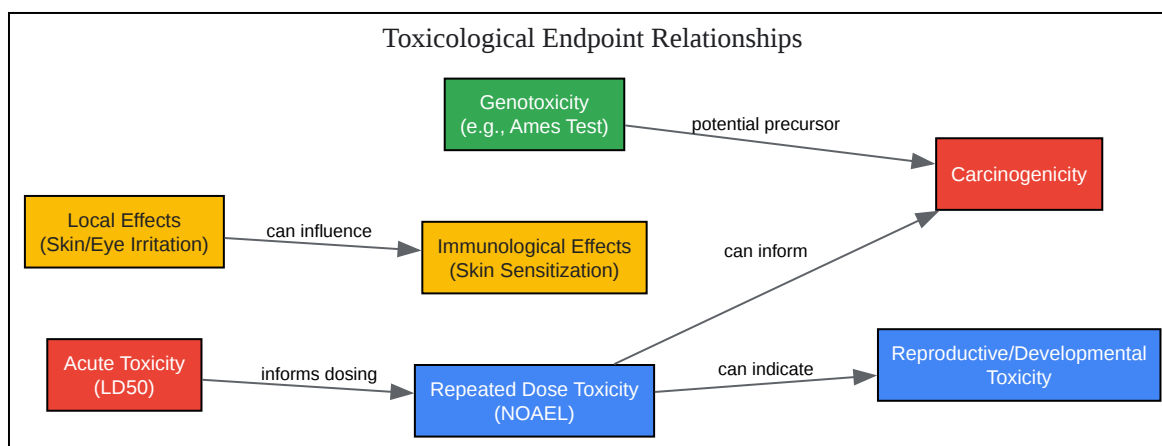 Toxicological Endpoint Relationships
Genotoxicity
(e.g., Ames Test)
potential precursor
Carcinogenicity
Local Effects
(Skin/Eye Irritation)
can influence
Immunological Effects
(Skin Sensitization)
can inform
Acute Toxicity
(LD50)
informs dosing
Repeated Dose Toxicity
(NOAEL)
can indicate
Reproductive/Developmental
Toxicity